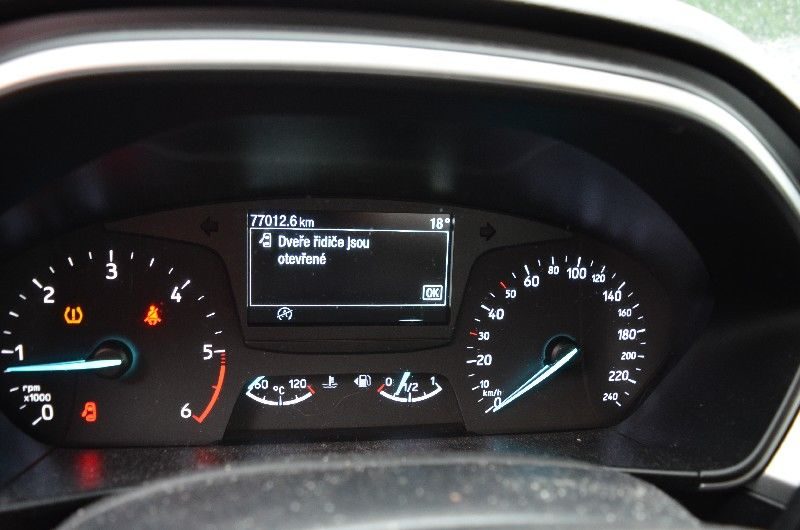 77012.6 km 18°
Dveře řidiče jsou
otevřené
OK
0 1 2 3 4 5 6
rpm
x1000
60 °C 120
0 1/2 1
0 10 20 30 40 50 60 80 100 120 140 160 180 200 220 240
km/h